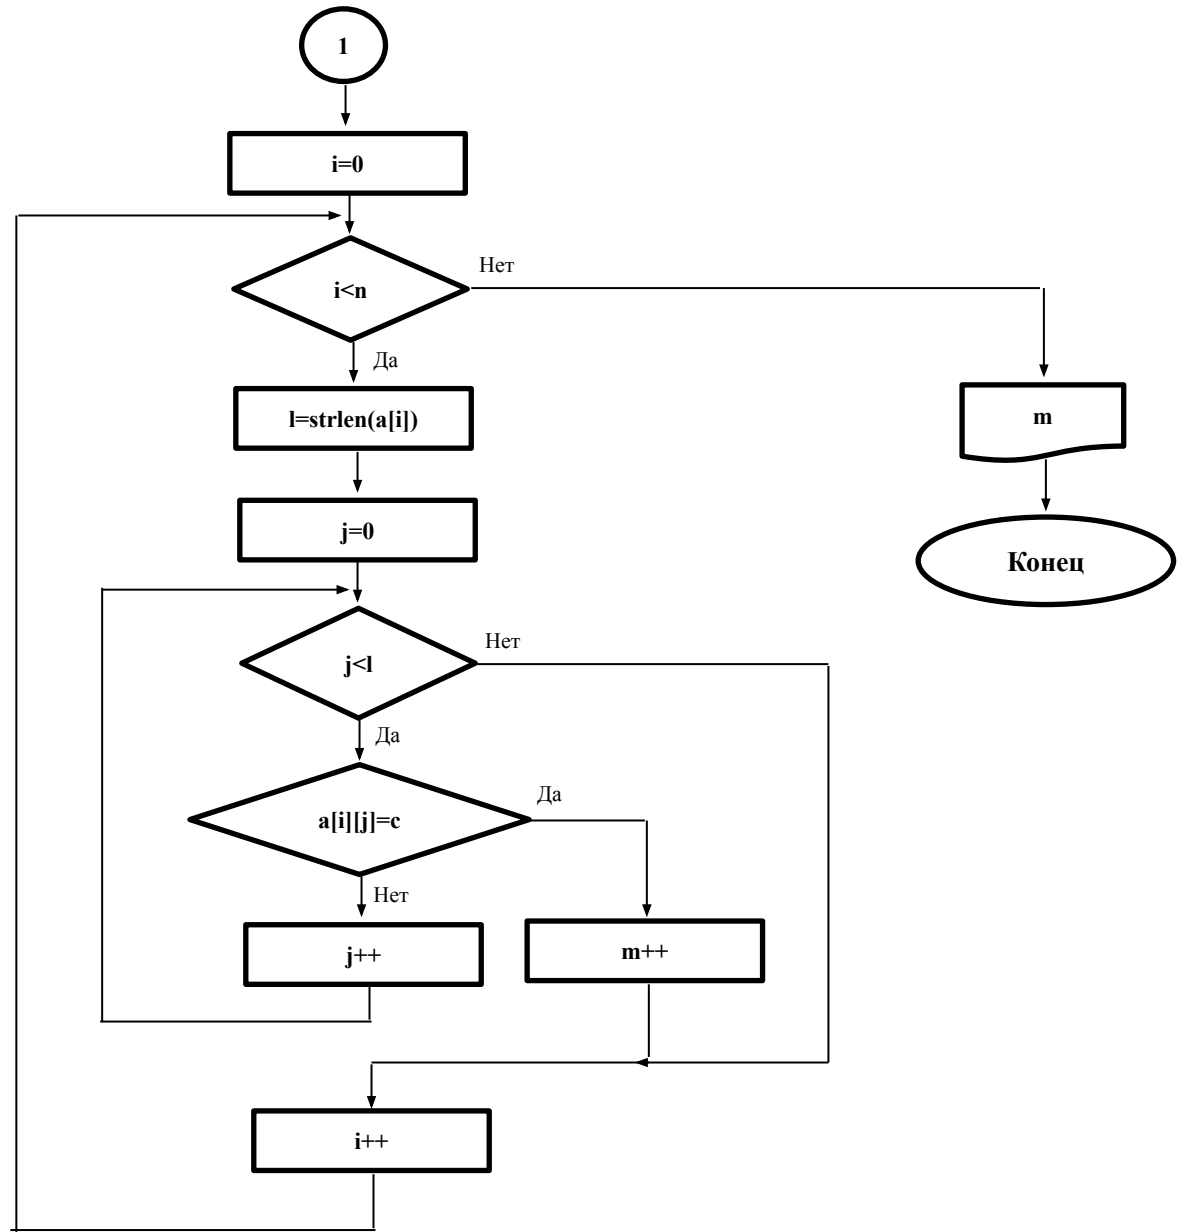 1
i=0
i<n
Нет
Да
l=strlen(a[i])
m
j=0
Конец
j<l
Нет
Да
a[i][j]=c
Да
Нет
j++
m++
i++